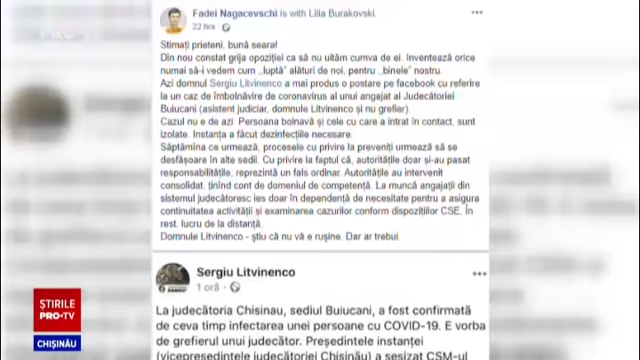 Fadei Nagacevschi is with Lilia Burakovski.
22 hrs
Stimați prieteni, bună seara!
Din nou constat grija opoziției ca să nu uităm cumva de ei. Inventează orice
numai să-i vedem cum ,,luptă" alături de noi, pentru ,,binele" nostru.
Azi domnul Sergiu Litvinenco a mai produs o postare pe facebook cu referire
la un caz de îmbolnăvire de coronavirus al unui angajat al Judecătoriei
Buiucani (asistent judiciar, domnule Litvinenco și nu grefier).
Cazul nu e de azi. Persoana bolnavă și cele cu care a intrat în contact, sunt
izolate. Instanța a făcut dezinfecțiile necesare.
Săptămîna ce urmează, procesele cu privire la preveniți urmează să se
desfășoare în alte sedii. Cu privire la faptul că, autoritățile doar și-au pasat
responsabilitățile, reprezintă un fals ordinar. Autoritățile au intervenit
consolidat, ținînd cont de domeniul de competență. La muncă angajații din
sistemul judecătoresc ies doar în dependență de necesitate pentru a asigura
continuitatea activității și examinarea cazurilor conform dispozițiilor CSE. În
rest, lucru de la distanță.
Domnule Litvinenco - știu că nu vă e rușine. Dar ar trebui.
Sergiu Litvinenco
1 oră
La judecătoria Chisinau, sediul Buiucani, a fost confirmată
de ceva timp infectarea unei persoane cu COVID-19. E vorba
de grefierul unui judecător. Președintele instanței
(vicepreședintele judecătoriei Chișinău) a sesizat CSM-ul
ȘTIRILE
PRO•TV
CHIȘINĂU